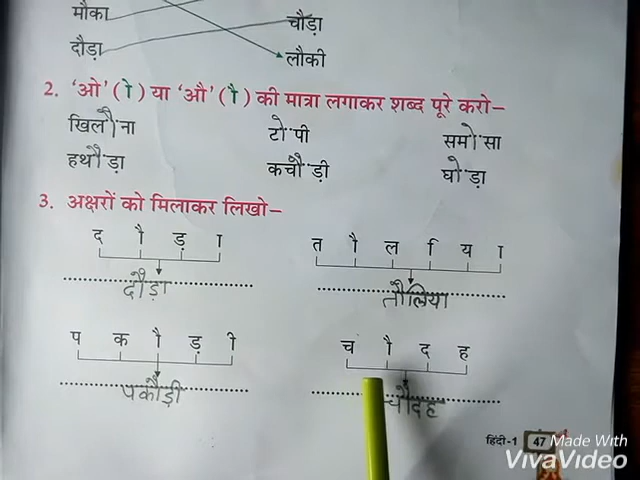 मौका
चौड़ा
दौड़ा
लौकी
2. 'ओ' (ो) या 'औ' (ौ) की मात्रा लगाकर शब्द पूरे करो–
खिलौना टोपी समोसा
हथौड़ा कचौड़ी घोड़ा
3. अक्षरों को मिलाकर लिखो–
द ौ ड़ ा
त ौ ल ि य ा
दौड़ा तौलिया
प क ौ ड़ ी
च ौ द ह
पकौड़ी चौदह
हिंदी-1 47
Made With
VivaVideo